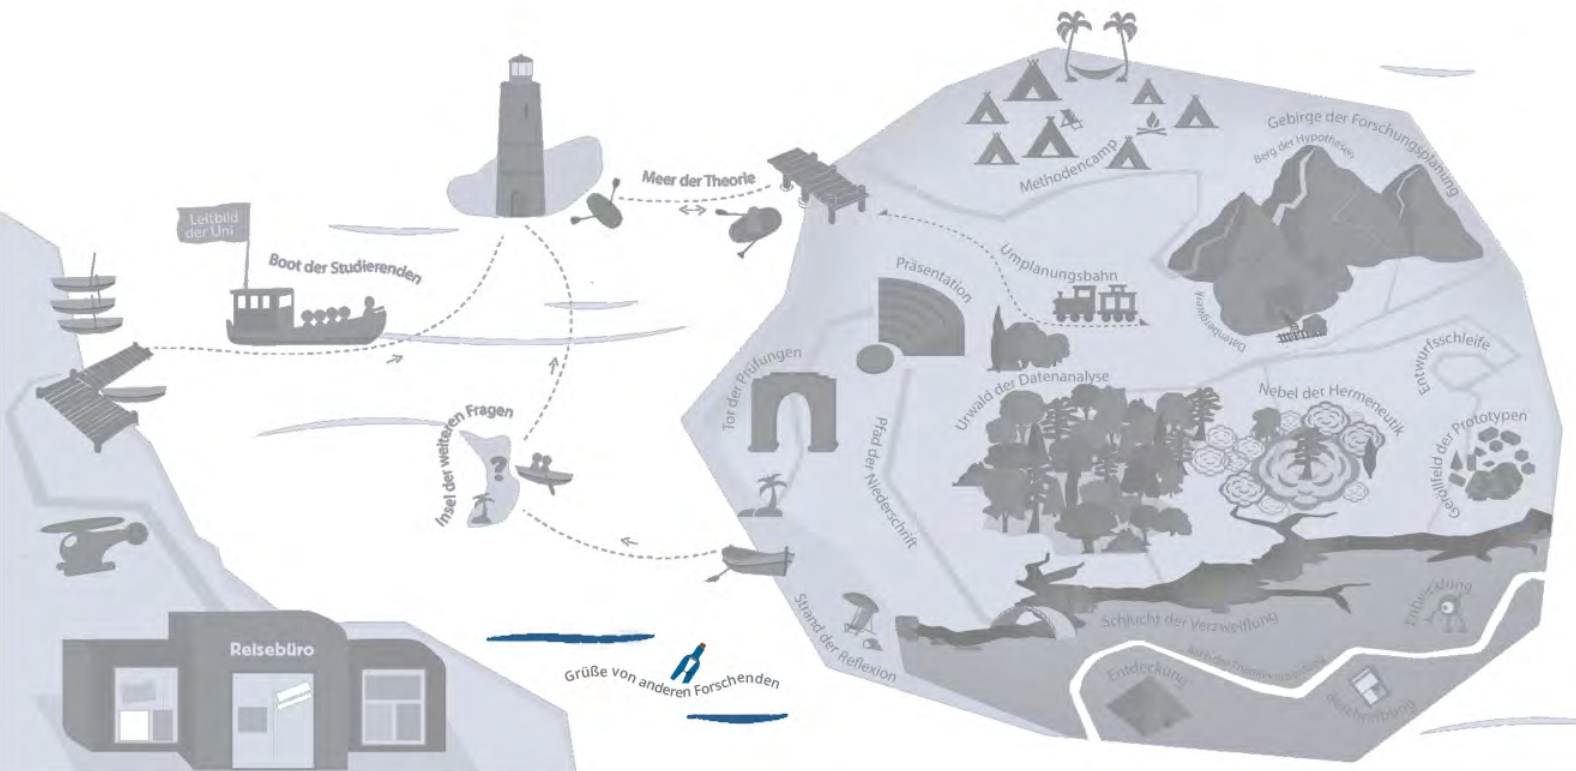 Leitbild
der Uni
Boot der Studierenden
Meer der Theorie
Methodencamp
Gebirge der Forschungsplanung
Berg der Hypothesen
Umplanungsbahn
Präsentation
Datenbergwerk
Entwurfsschleife
Tor der Prüfungen
Urwald der Datenanalyse
Nebel der Hermeneutik
Insel der weiteren Fragen
?
Pfad der Niederschrift
Geröllfeld der Prototypen
Strand der Reflexion
Schlucht der Verzweiflung
Entwicklung
Reisebüro
Grüße von anderen Forschenden
Entdeckung
Beschreibung